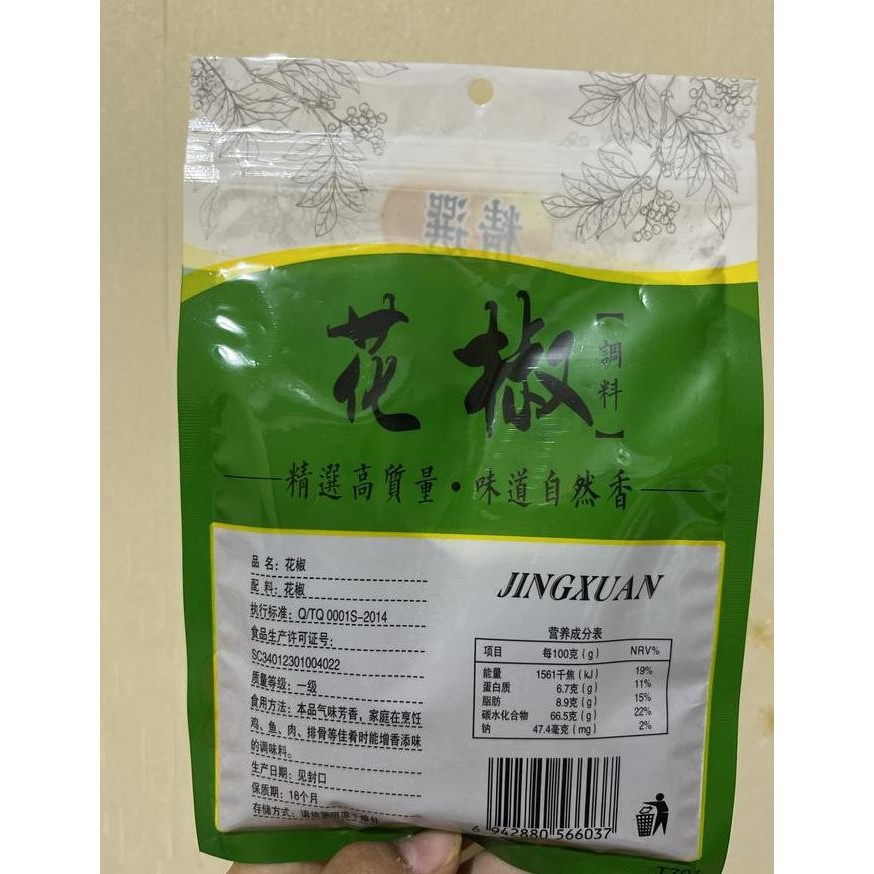 精選
花椒
【調料】
精選高質量·味道自然香
品 名：花椒
配 料：花椒
执行标准：Q/TQ 0001S-2014
食品生产许可证号：
SC34012301004022
质量等级：一级
食用方法：本品气味芳香，家庭在烹饪
鸡、鱼、肉、排骨等佳肴时能增香添味
的调味料。
生产日期：见封口
保质期：18个月
存储方式：
JINGXUAN
营养成分表
项目 每100克（g） NRV%
能量 1561千焦（kJ） 19%
蛋白质 6.7克（g） 11%
脂肪 8.9克（g） 15%
碳水化合物 66.5克（g） 22%
钠 47.4毫克（mg） 2%
6 942880 566037